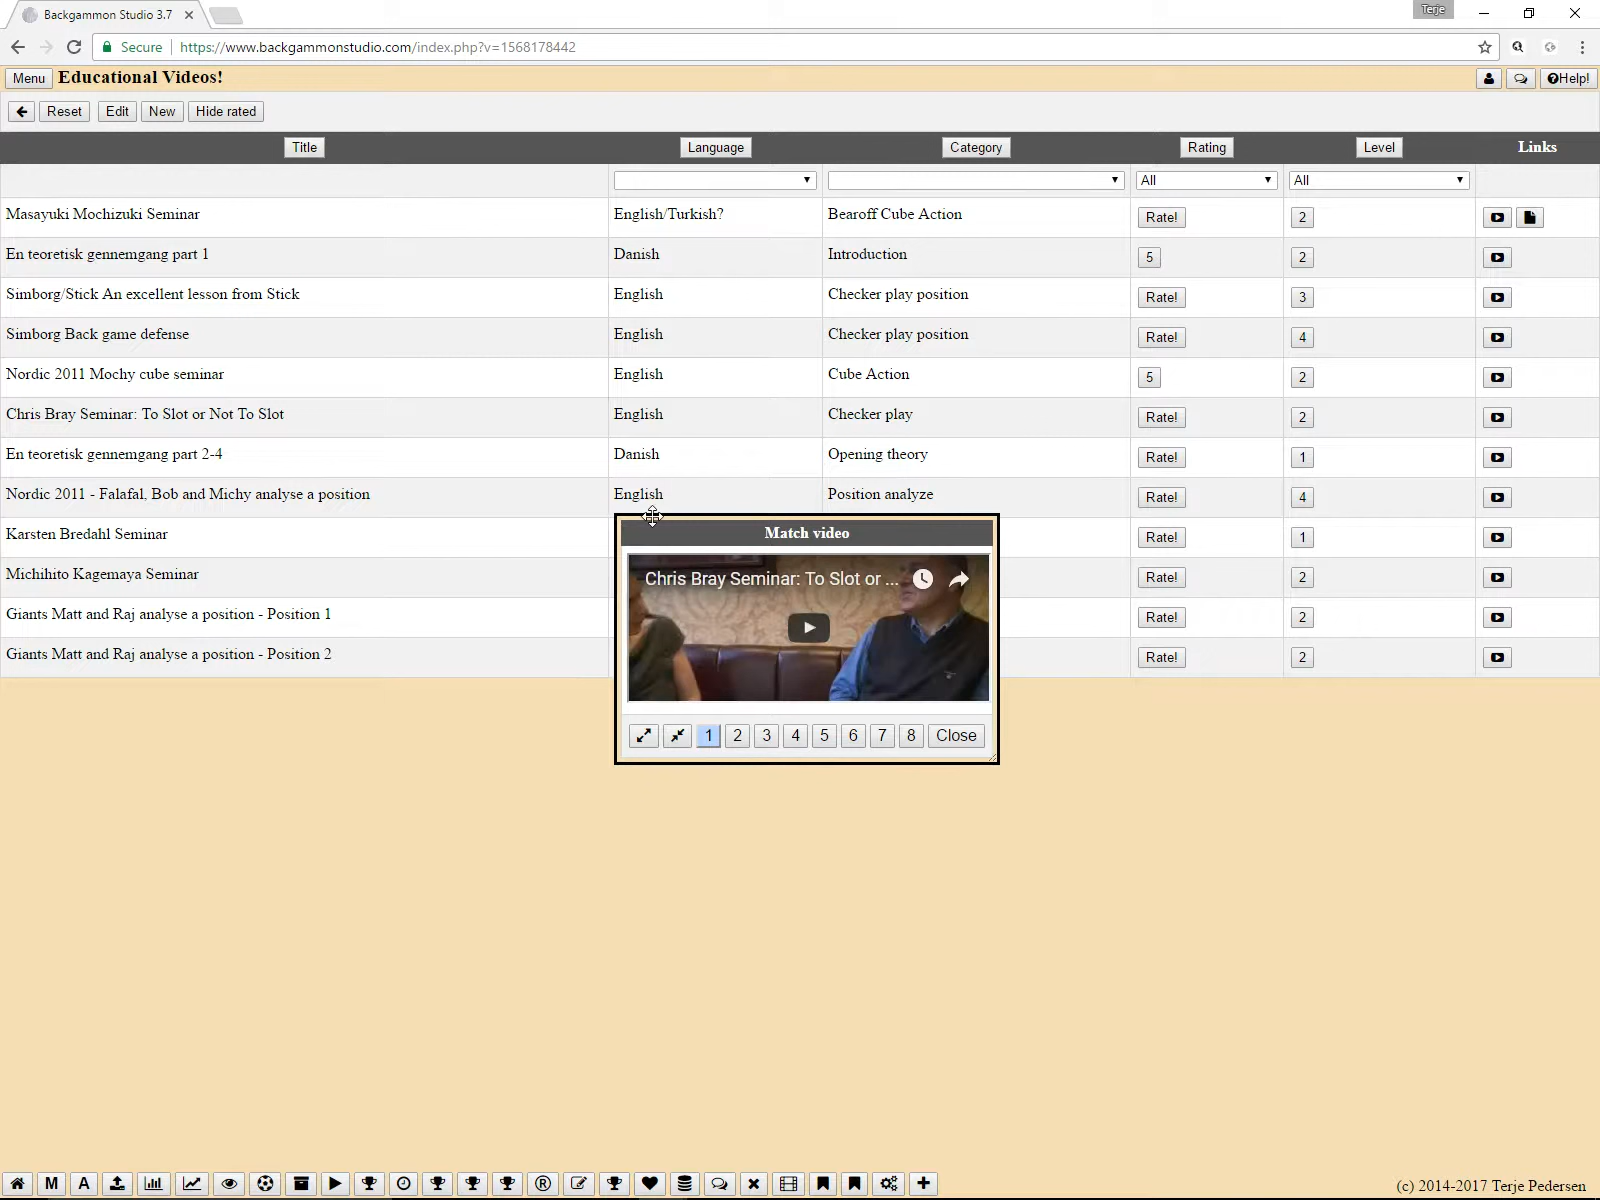 Backgammon Studio 3.7
Terje
Secure https://www.backgammonstudio.com/index.php?v=1568178442
Menu Educational Videos! Help!
Reset Edit New Hide rated
Title Language Category Rating Level Links
All All
Masayuki Mochizuki Seminar English/Turkish? Bearoff Cube Action Rate! 2
En teoretisk gennemgang part 1 Danish Introduction 5 2
Simborg/Stick An excellent lesson from Stick English Checker play position Rate! 3
Simborg Back game defense English Checker play position Rate! 4
Nordic 2011 Mochy cube seminar English Cube Action 5 2
Chris Bray Seminar: To Slot or Not To Slot English Checker play Rate! 2
En teoretisk gennemgang part 2-4 Danish Opening theory Rate! 1
Nordic 2011 - Falafal, Bob and Michy analyse a position English Position analyze Rate! 4
Karsten Bredahl Seminar Rate! 1
Michihito Kagemaya Seminar Rate! 2
Giants Matt and Raj analyse a position - Position 1 Rate! 2
Giants Matt and Raj analyse a position - Position 2 Rate! 2
Match video
Chris Bray Seminar: To Slot or ...
1 2 3 4 5 6 7 8 Close
M A R
(c) 2014-2017 Terje Pedersen